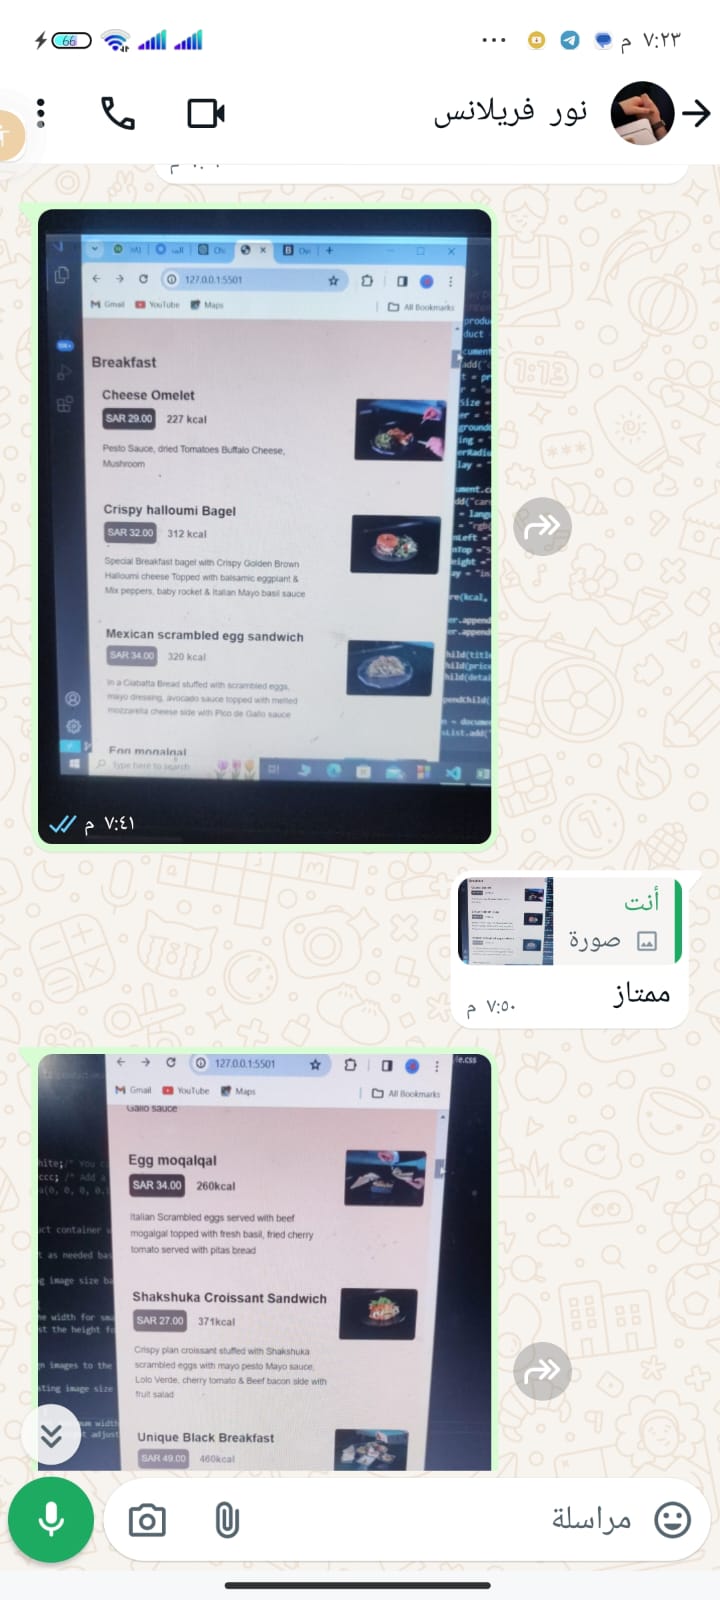 66
٧:٢٣ م
نور فريلانس
127.0.0.1:5501
Gmail
YouTube
Maps
All Bookmarks
Breakfast
Cheese Omelet
SAR 29.00 227 kcal
Pesto Sauce, dried Tomatoes Buffalo Cheese,
Mushroom
Crispy halloumi Bagel
SAR 32.00 312 kcal
Special Breakfast bagel with Crispy Golden Brown
Halloumi cheese Topped with balsamic eggplant &
Mix peppers, baby rocket & Italian Mayo basil sauce
Mexican scrambled egg sandwich
SAR 34.00 320 kcal
in a Ciabatta Bread stuffed with scrambled eggs,
mayo dressing, avocado sauce topped with melted
mozzarella cheese side with Pico de Gallo sauce
Egg moqalqal
Type here to search
٧:٤١ م
أنت
صورة
ممتاز
٧:٥٠ م
127.0.0.1:5501
Gmail
YouTube
Maps
All Bookmarks
Gallo sauce
Egg moqalqal
SAR 34.00 260kcal
Italian Scrambled eggs served with beef
mogalgal topped with fresh basil, fried cherry
tomato served with pitas bread
Shakshuka Croissant Sandwich
SAR 27.00 371kcal
Crispy plan croissant stuffed with Shakshuka
scrambled eggs with mayo pesto Mayo sauce,
Lolo Verde, cherry tomato & Beef bacon side with
fruit salad
Unique Black Breakfast
SAR 49.00 460kcal
مراسلة